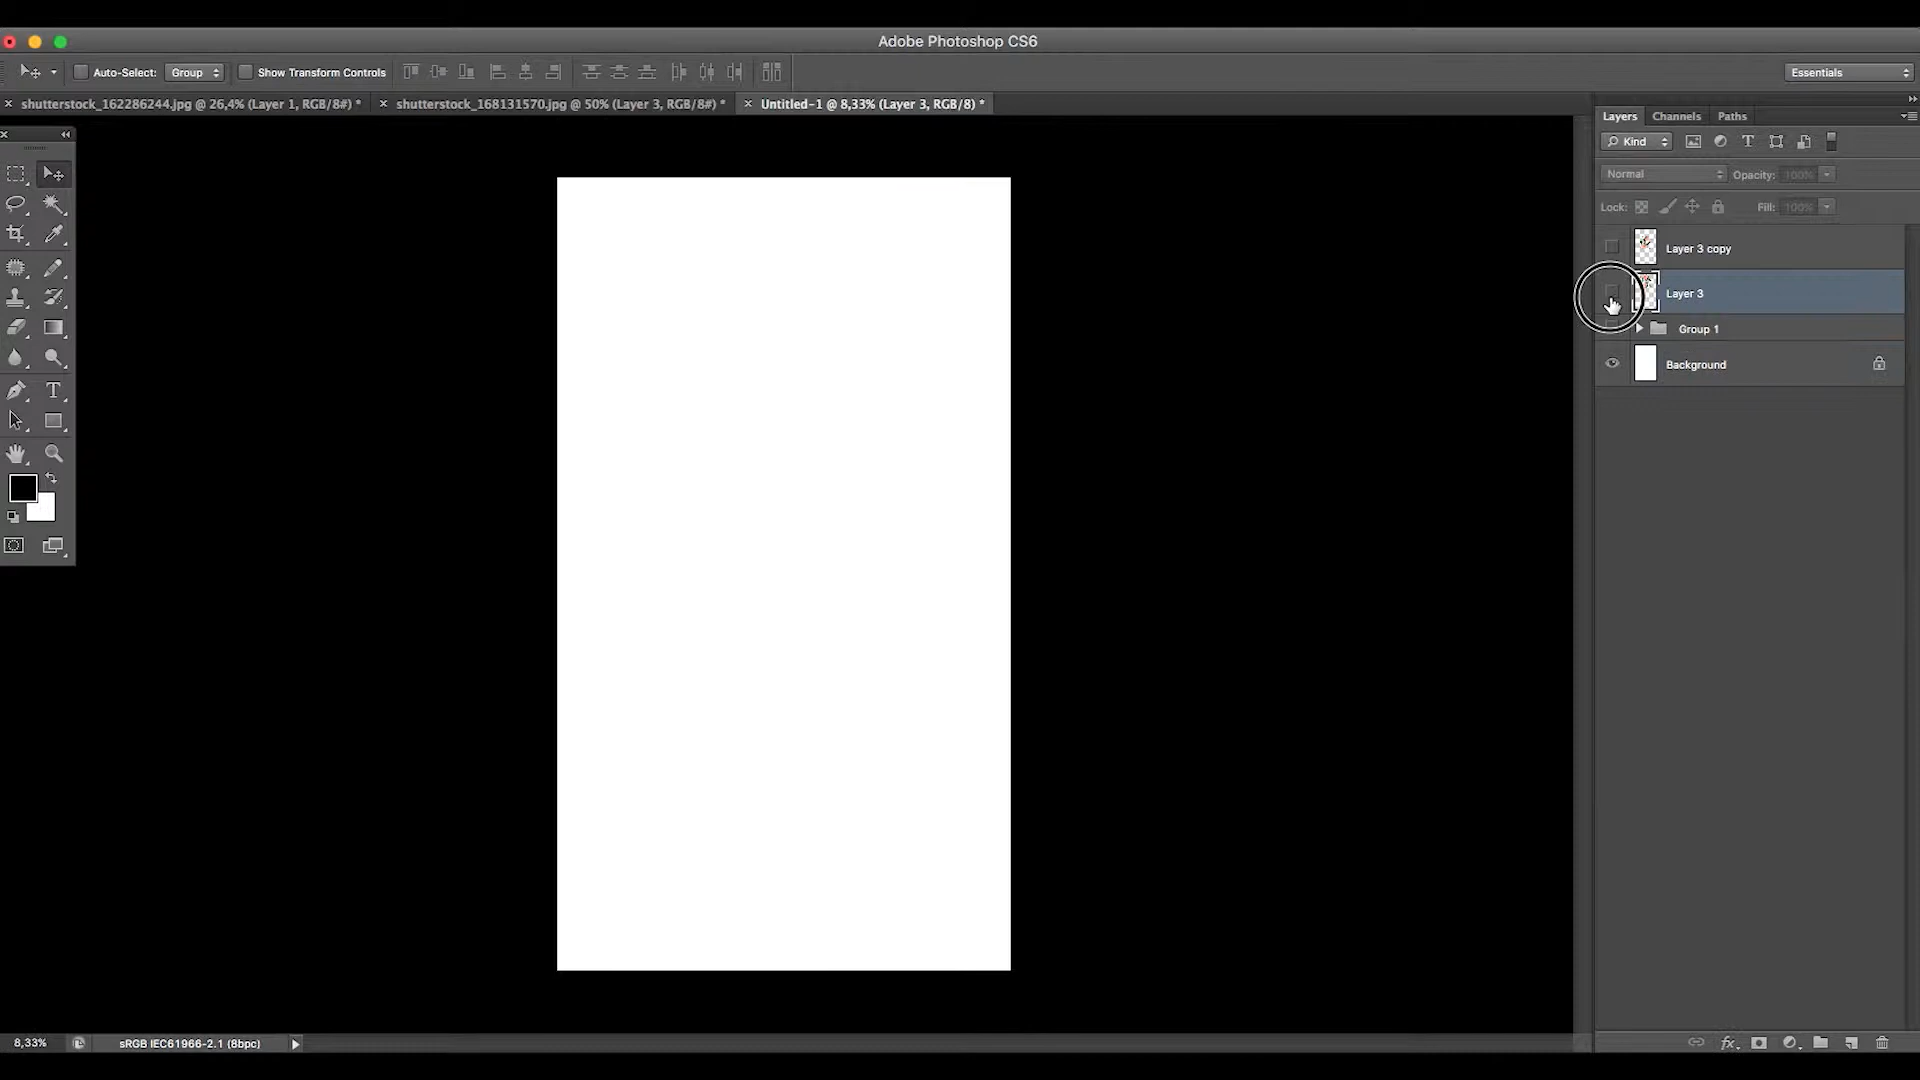 Adobe Photoshop CS6
Auto-Select: Group Show Transform Controls Essentials
shutterstock_162286244.jpg @ 26,4% (Layer 1, RGB/8#) * shutterstock_168131570.jpg @ 50% (Layer 3, RGB/8#) * Untitled-1 @ 8,33% (Layer 3, RGB/8) *
Layers Channels Paths
Kind
Normal Opacity: 100%
Lock: Fill: 100%
Layer 3 copy
Layer 3
Group 1
Background
8,33% sRGB IEC61966-2.1 (8bpc)
fx